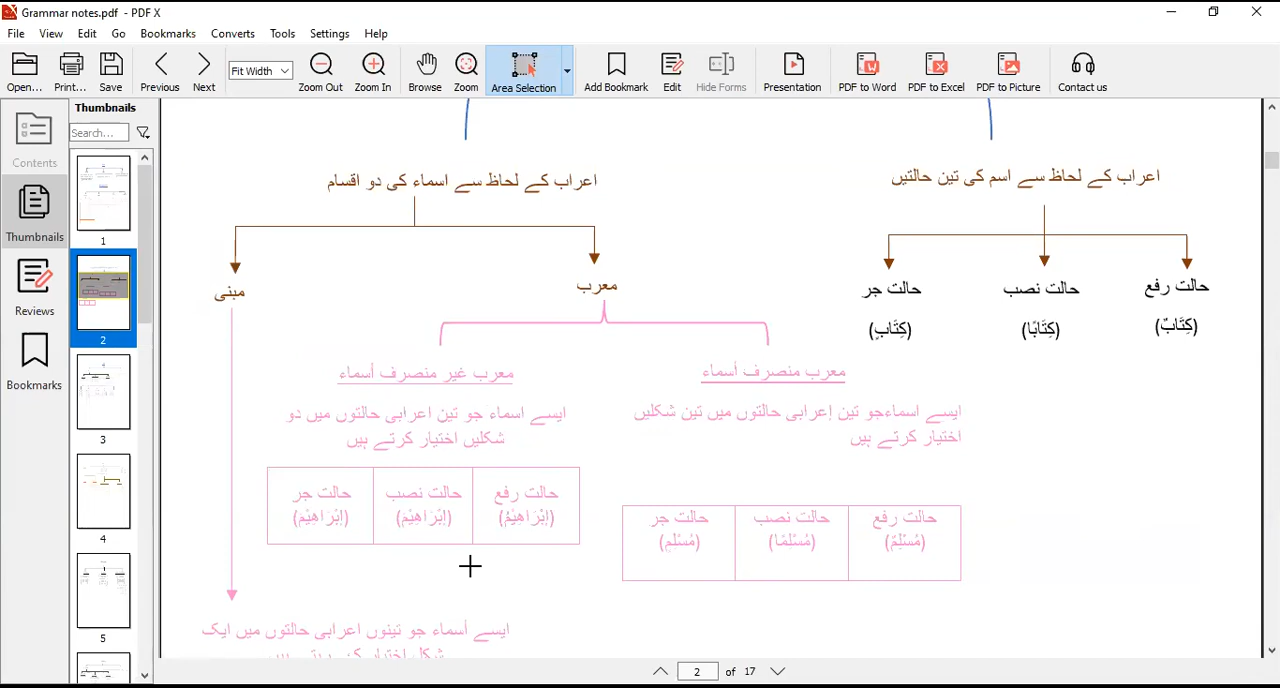 Grammar notes.pdf - PDF X
File View Edit Go Bookmarks Converts Tools Settings Help
Open... Print... Save Previous Next Fit Width Zoom Out Zoom In Browse Zoom Area Selection Add Bookmark Edit Hide Forms Presentation PDF to Word PDF to Excel PDF to Picture Contact us
Contents
Thumbnails
Reviews
Bookmarks
Thumbnails
Search...
1
2
3
4
5
اعراب کے لحاظ سے اسم کی تین حالتیں
حالت رفع
حالت نصب
حالت جر
(كِتَابٌ)
(كِتَابًا)
(كِتَابٍ)
اعراب کے لحاظ سے اسماء کی دو اقسام
معرب
مبنی
معرب منصرف أسماء
ایسے اسماءجو تین اعرابی حالتوں میں تین شکلیں
اختیار کرتے ہیں
حالت رفع
حالت نصب
حالت جر
(مُسْلِمٌ)
(مُسْلِمًا)
(مُسْلِمٍ)
معرب غیر منصرف أسماء
ایسے اسماء جو تین اعرابی حالتوں میں دو
شکلیں اختیار کرتے ہیں
حالت رفع
حالت نصب
حالت جر
(إِبْرَاهِيْمُ)
(إِبْرَاهِيْمَ)
(إِبْرَاهِيْمَ)
ایسے أسماء جو تینوں اعرابی حالتوں میں ایک
2 of 17